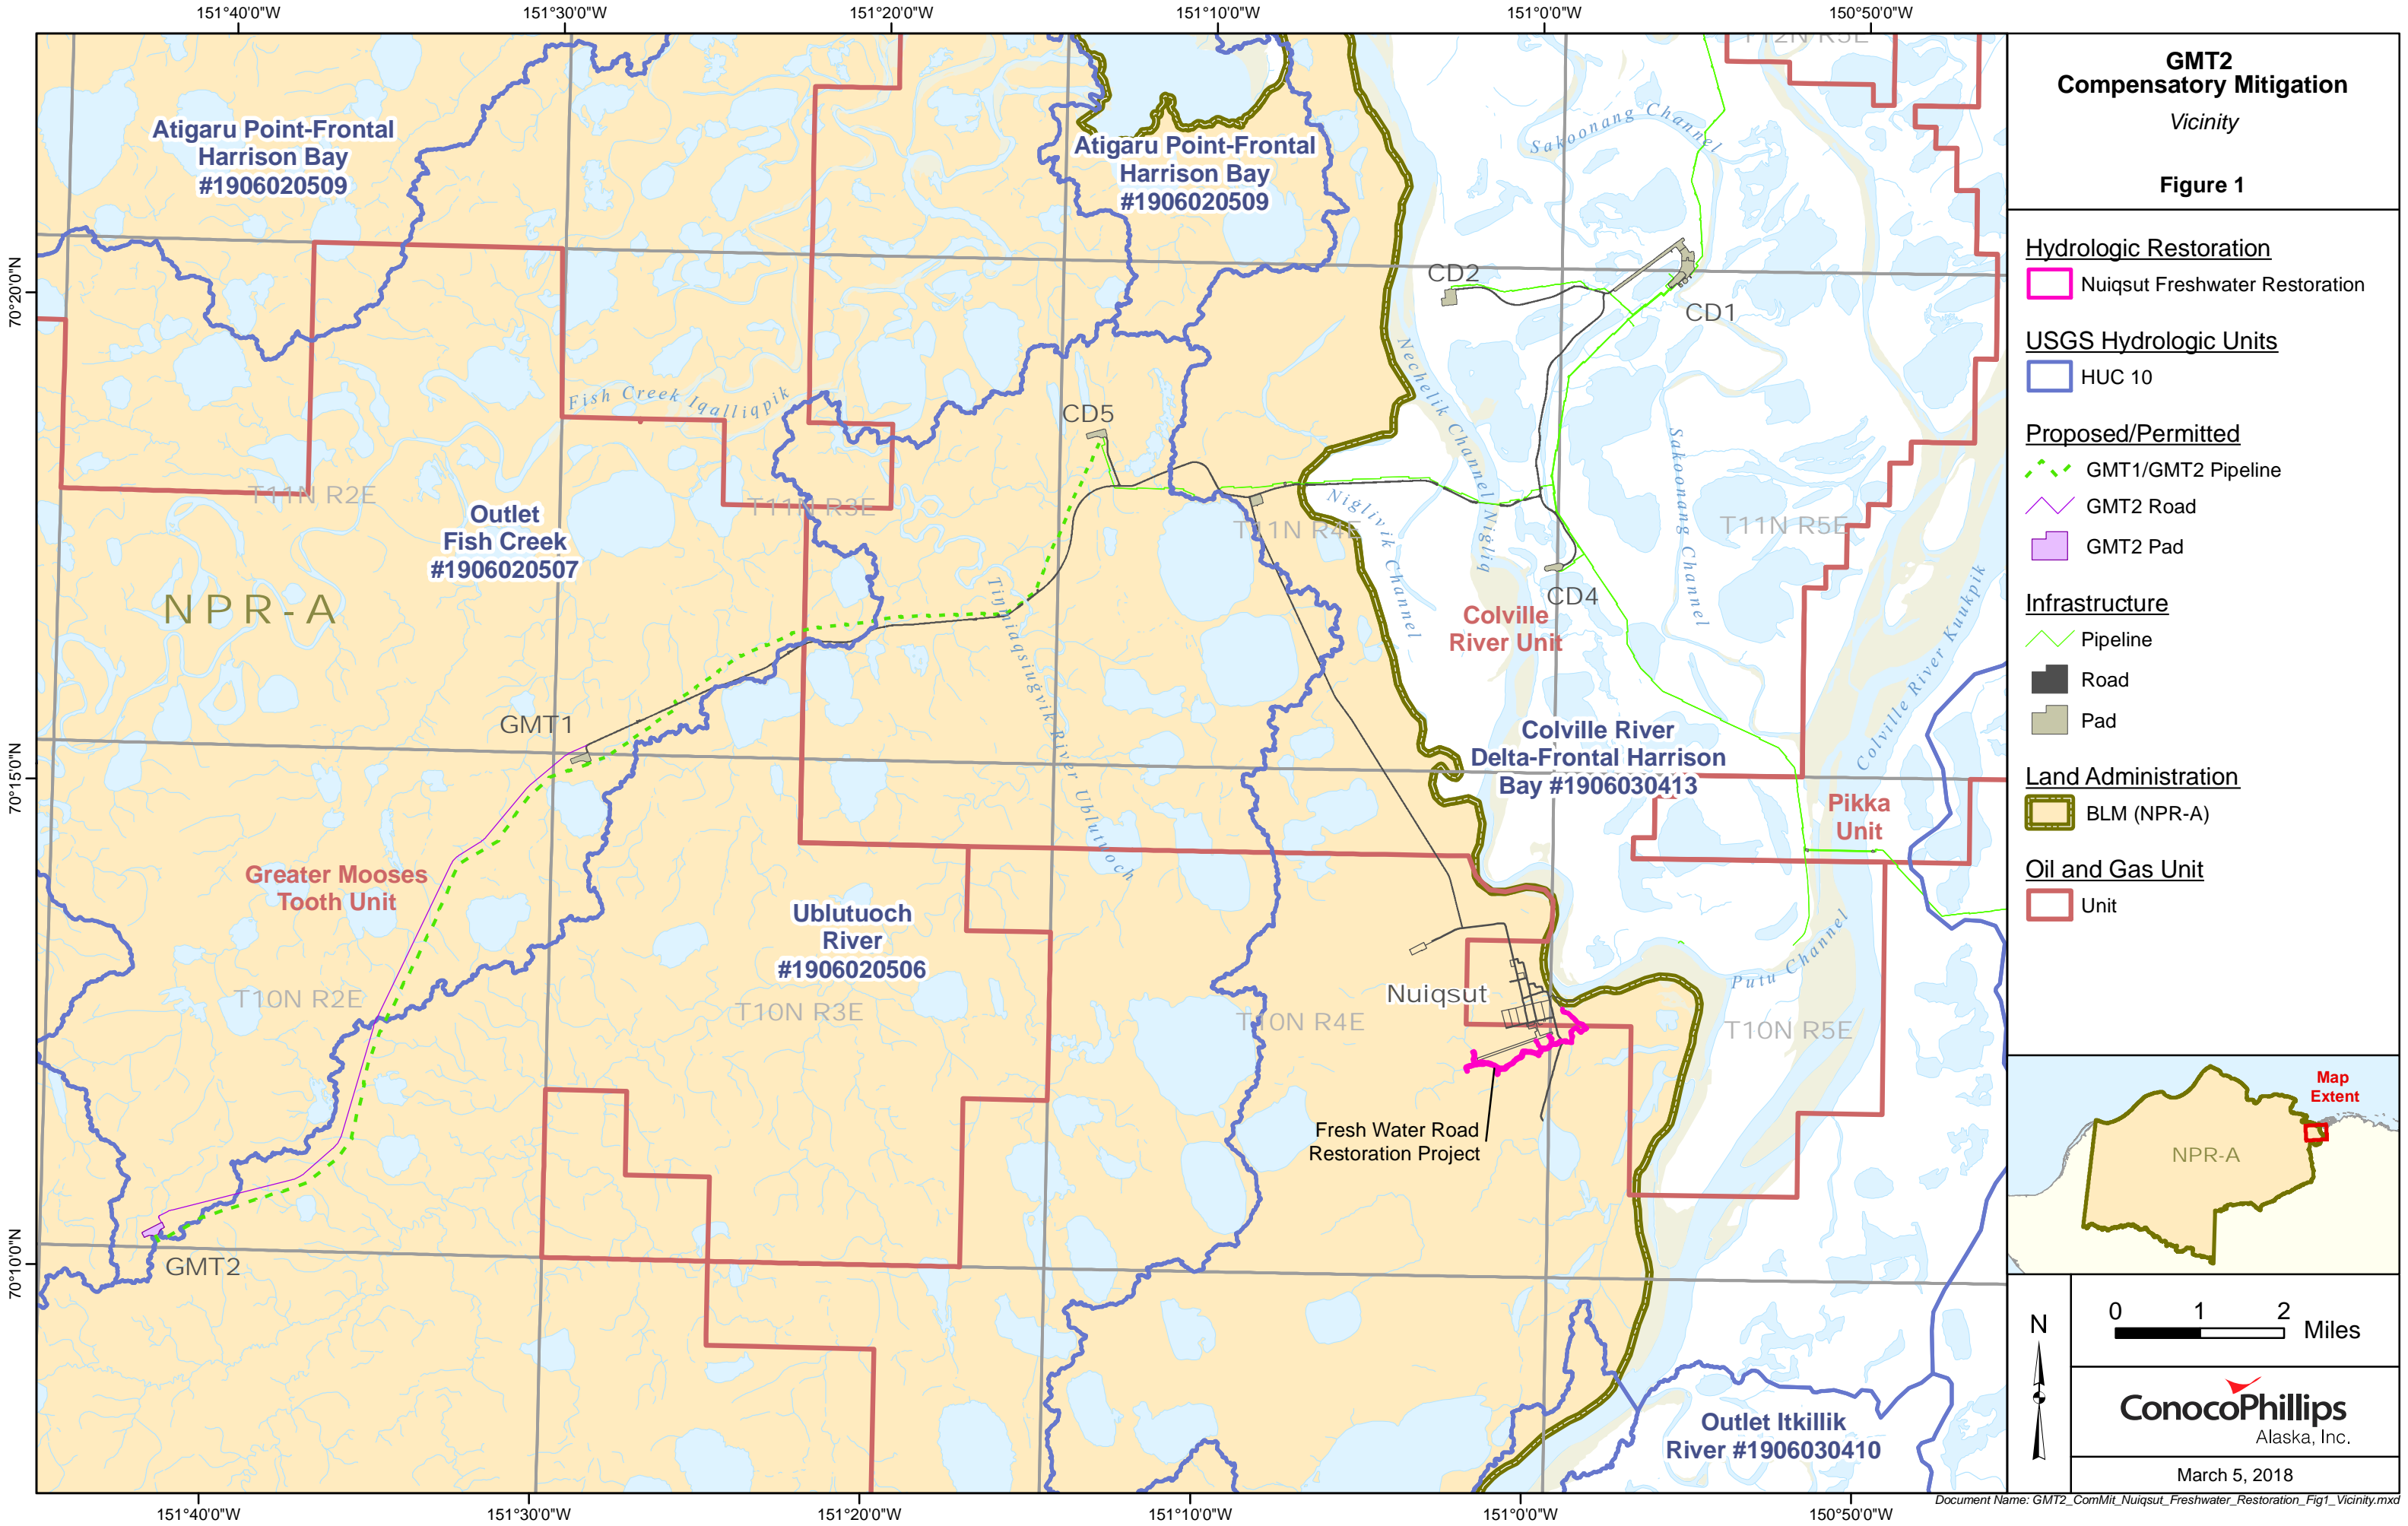 151°40'0"W
151°30'0"W
151°20'0"W
151°10'0"W
151°0'0"W
150°50'0"W
70°20'0"N
70°15'0"N
70°10'0"N
T12N R5E
Atigaru Point-Frontal
Harrison Bay
#1906020509
Atigaru Point-Frontal
Harrison Bay
#1906020509
Sakoonang Channel
CD2
CD1
Nechelik Channel Nigliq
Fish Creek Iqalliqpik
CD5
Sakoonang Channel
T11N R2E
T11N R3E
T11N R4E
T11N R5E
Niġlivik Channel
Outlet
Fish Creek
#1906020507
NPR-A
Tiŋmiaqsiuġvik River Ublutuoch
CD4
Colville
River Unit
Colville River Kuukpik
GMT1
Colville River
Delta-Frontal Harrison
Bay #1906030413
Pikka
Unit
Greater Mooses
Tooth Unit
Ublutuoch
River
#1906020506
Putu Channel
Nuiqsut
T10N R2E
T10N R3E
T10N R4E
T10N R5E
Fresh Water Road
Restoration Project
GMT2
Outlet Itkillik
River #1906030410
151°40'0"W
151°30'0"W
151°20'0"W
151°10'0"W
151°0'0"W
150°50'0"W
GMT2
Compensatory Mitigation
Vicinity
Figure 1
Hydrologic Restoration
Nuiqsut Freshwater Restoration
USGS Hydrologic Units
HUC 10
Proposed/Permitted
GMT1/GMT2 Pipeline
GMT2 Road
GMT2 Pad
Infrastructure
Pipeline
Road
Pad
Land Administration
BLM (NPR-A)
Oil and Gas Unit
Unit
Map
Extent
NPR-A
N
0 1 2
Miles
ConocoPhillips
Alaska, Inc.
March 5, 2018
Document Name: GMT2_ComMit_Nuiqsut_Freshwater_Restoration_Fig1_Vicinity.mxd